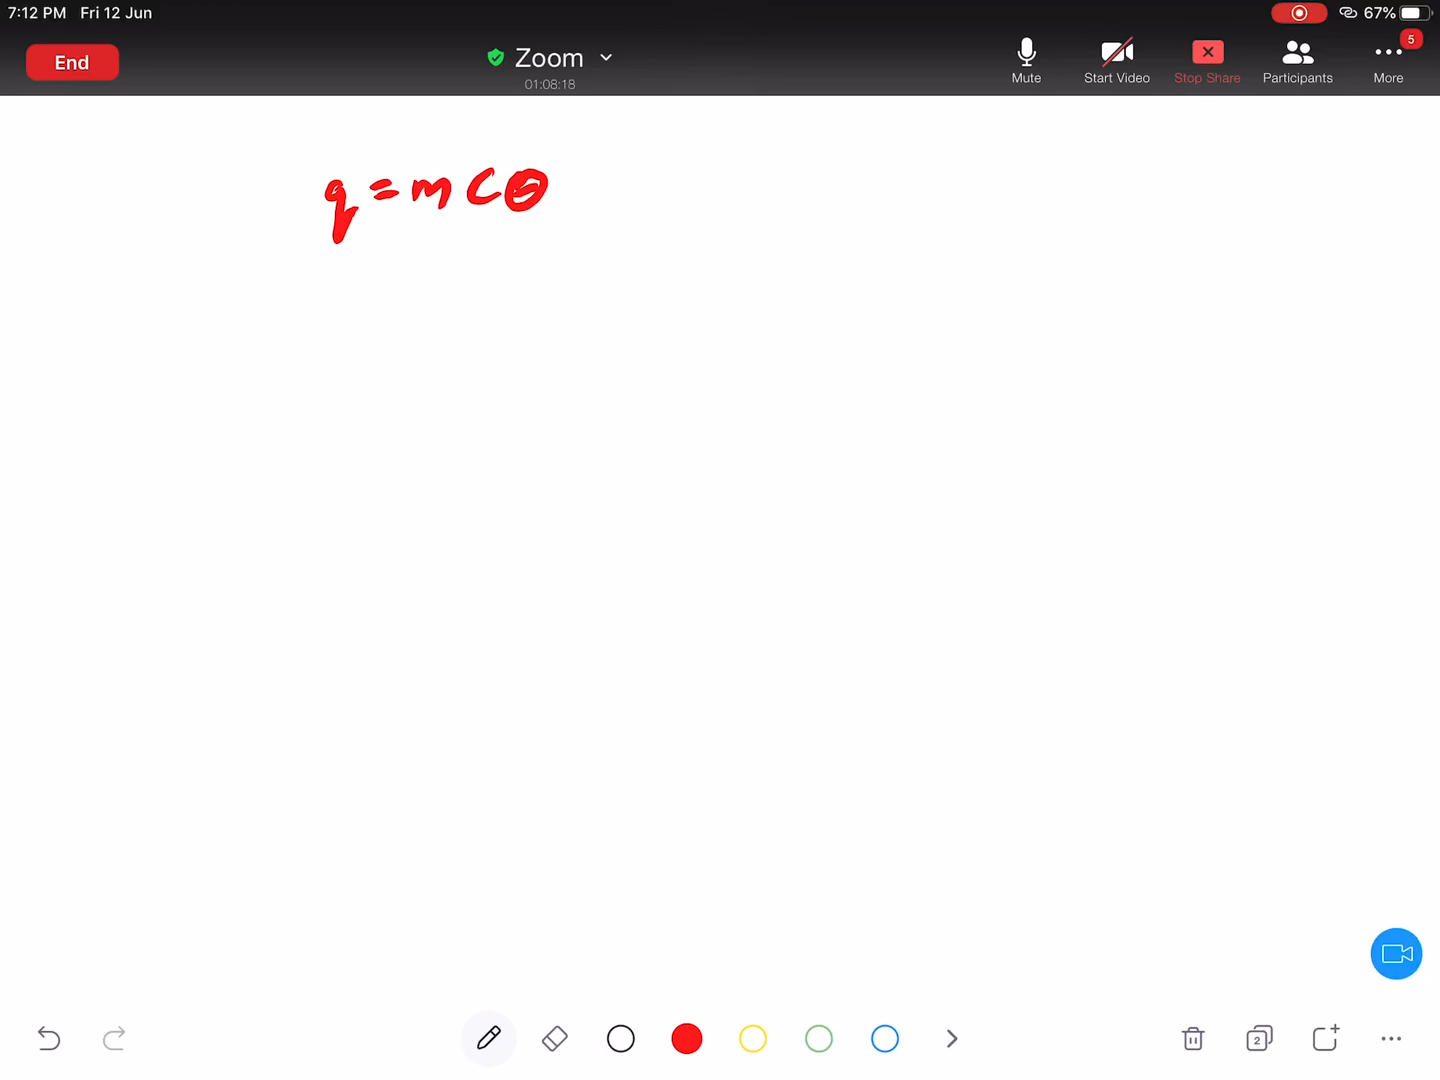 7:12 PM Fri 12 Jun
67%
End
Zoom
01:08:18
Mute
Start Video
Stop Share
Participants
More
5
q = m C θ
2